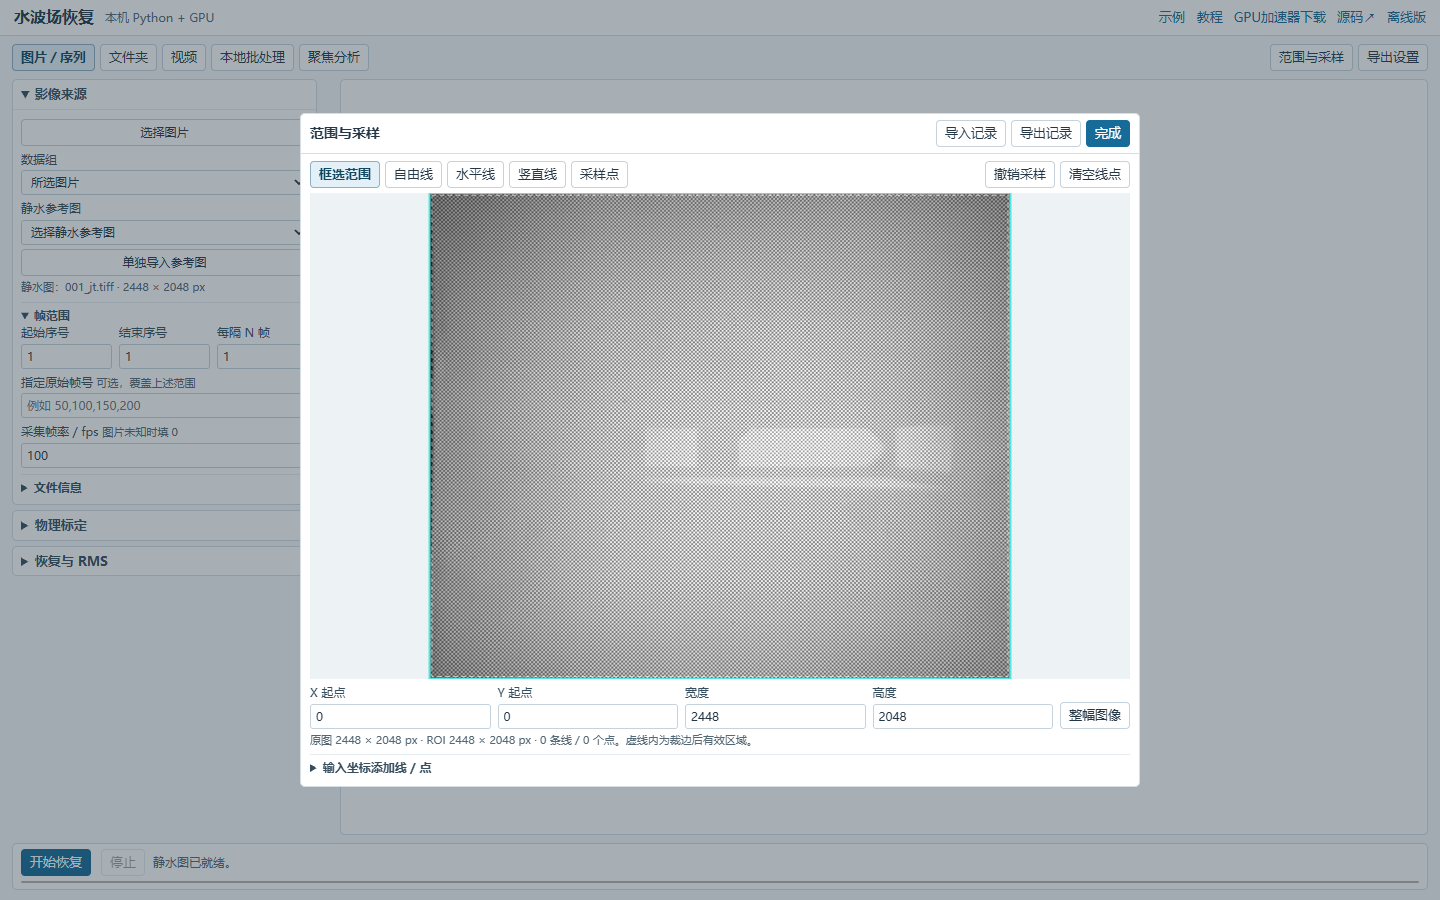 水波场恢复 本机 Python + GPU
示例 教程 GPU加速器下载 源码↗ 离线版
图片 / 序列 文件夹 视频 本地批处理 聚焦分析 范围与采样 导出设置
▼ 影像来源
选择图片
数据组
所选图片
静水参考图
选择静水参考图
单独导入参考图
静水图：001_jt.tiff · 2448 × 2048 px
▼ 帧范围
起始序号 结束序号 每隔 N 帧
1 1 1
指定原始帧号 可选，覆盖上述范围
例如 50,100,150,200
采集帧率 / fps 图片未知时填 0
100
▶ 文件信息
▶ 物理标定
▶ 恢复与 RMS
范围与采样 导入记录 导出记录 完成
框选范围 自由线 水平线 竖直线 采样点 撤销采样 清空线点
X 起点 Y 起点 宽度 高度
0 0 2448 2048 整幅图像
原图 2448 × 2048 px · ROI 2448 × 2048 px · 0 条线 / 0 个点。虚线内为裁边后有效区域。
▶ 输入坐标添加线 / 点
开始恢复 停止 静水图已就绪。